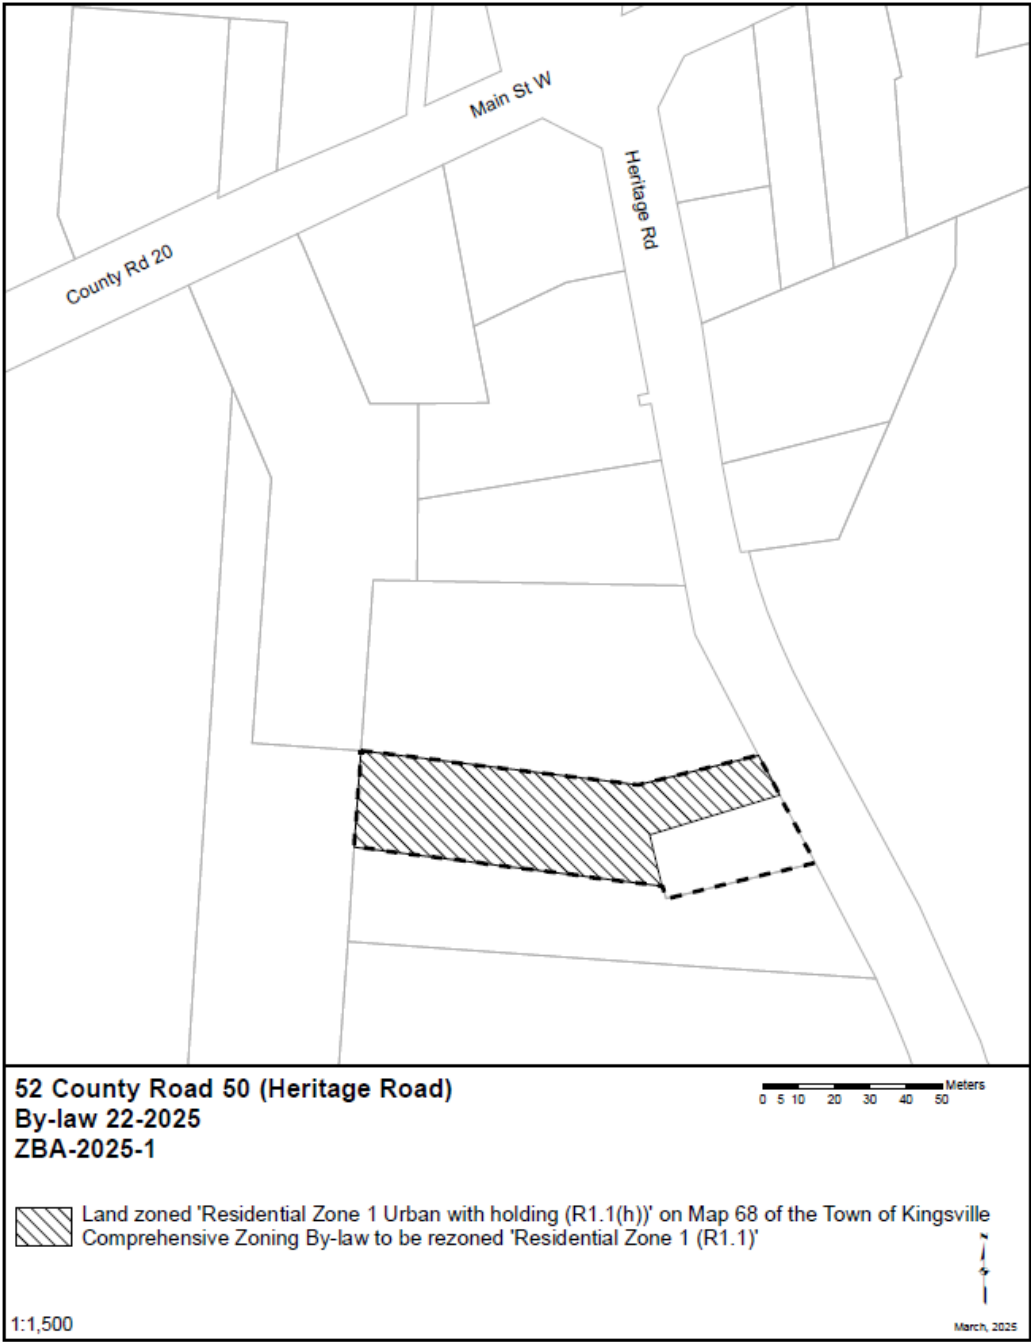 Main St W
Heritage Rd
County Rd 20
52 County Road 50 (Heritage Road)
By-law 22-2025
ZBA-2025-1
Meters
0 5 10 20 30 40 50
Land zoned 'Residential Zone 1 Urban with holding (R1.1(h))' on Map 68 of the Town of Kingsville
Comprehensive Zoning By-law to be rezoned 'Residential Zone 1 (R1.1)'
N
1:1,500
March, 2025